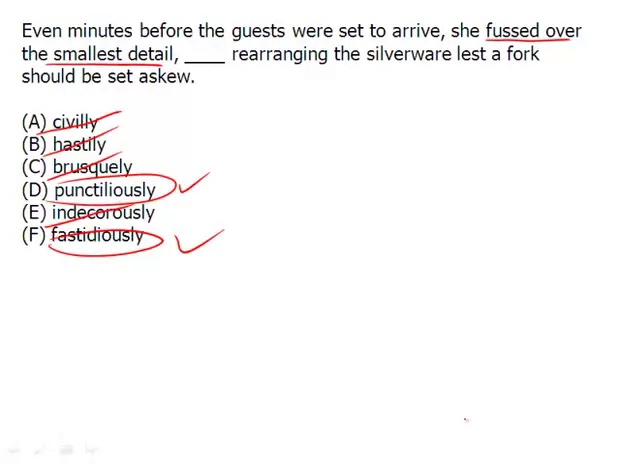 Even minutes before the guests were set to arrive, she fussed over
the smallest detail, ____ rearranging the silverware lest a fork
should be set askew.
(A) civilly
(B) hastily
(C) brusquely
(D) punctiliously
(E) indecorously
(F) fastidiously